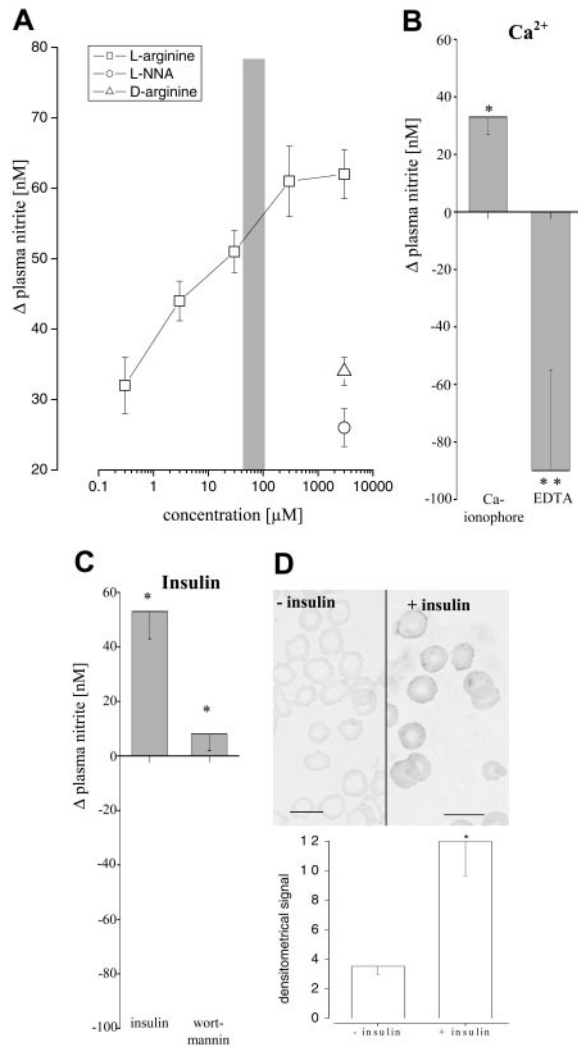 A
80
70
60
50
40
30
20
Δ plasma nitrite [nM]
L-arginine
L-NNA
D-arginine
0.1 1 10 100 1000 10000
concentration [µM]
B
Ca2+
60
40
20
0
-20
-40
-60
-80
-100
Δ plasma nitrite [nM]
*
* *
Ca- EDTA
ionophore
C
Insulin
60
40
20
0
-20
-40
-60
-80
-100
Δ plasma nitrite [nM]
*
*
insulin wort-
mannin
D
- insulin + insulin
12
10
8
6
4
2
0
densitometrical signal
*
- insulin + insulin